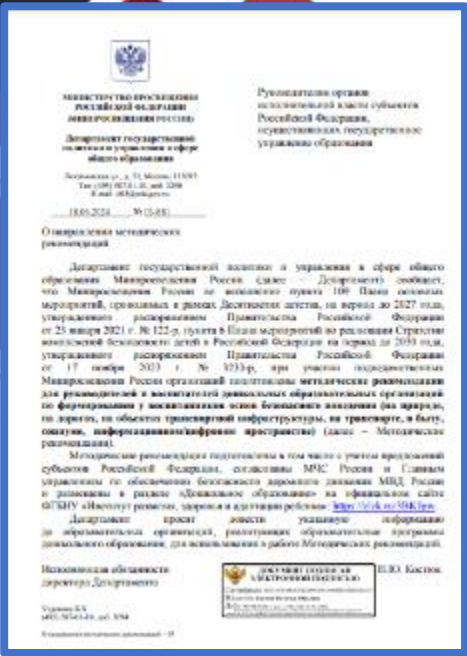 МИНИСТЕРСТВО ПРОСВЕЩЕНИЯ
РОССИЙСКОЙ ФЕДЕРАЦИИ
(МИНПРОСВЕЩЕНИЯ РОССИИ)
Департамент государственной
политики и управления в сфере
общего образования
Руководителям органов
исполнительной власти субъектов
Российской Федерации,
осуществляющих государственное
управление образования
О направлении методических
рекомендаций
Департамент государственной политики и управления в сфере общего
образования Минпросвещения России (далее – Департамент) сообщает,
что Минпросвещения России во исполнение пункта 109 Плана основных
мероприятий, проводимых в рамках Десятилетия детства, на период до 2027 года,
утвержденного распоряжением Правительства Российской Федерации
от 23 января 2021 г. № 122-р, пункта 6 Плана мероприятий по реализации Стратегии
комплексной безопасности детей в Российской Федерации на период до 2030 года,
утвержденного распоряжением Правительства Российской Федерации
от 17 ноября 2023 г. № 3233-р, при участии подведомственных
Минпросвещения России организаций подготовлены методические рекомендации
для руководителей и воспитателей дошкольных образовательных организаций
по формированию у воспитанников основ безопасного поведения (на природе,
на дорогах, на объектах транспортной инфраструктуры, на транспорте, в быту,
социуме, информационном/цифровом пространстве) (далее – Методические
рекомендации).
Методические рекомендации подготовлены в том числе с учетом предложений
субъектов Российской Федерации, согласованы МЧС России и Главным
управлением по обеспечению безопасности дорожного движения МВД России
и размещены в разделе «Дошкольное образование» на официальном сайте
ФГБНУ «Институт развития, здоровья и адаптации ребенка»
Департамент просит довести указанную информацию
до образовательных организаций, реализующих образовательные программы
дошкольного образования, для использования в работе Методических рекомендаций.
Исполняющая обязанности
директора Департамента
ДОКУМЕНТ ПОДПИСАН
ЭЛЕКТРОННОЙ ПОДПИСЬЮ